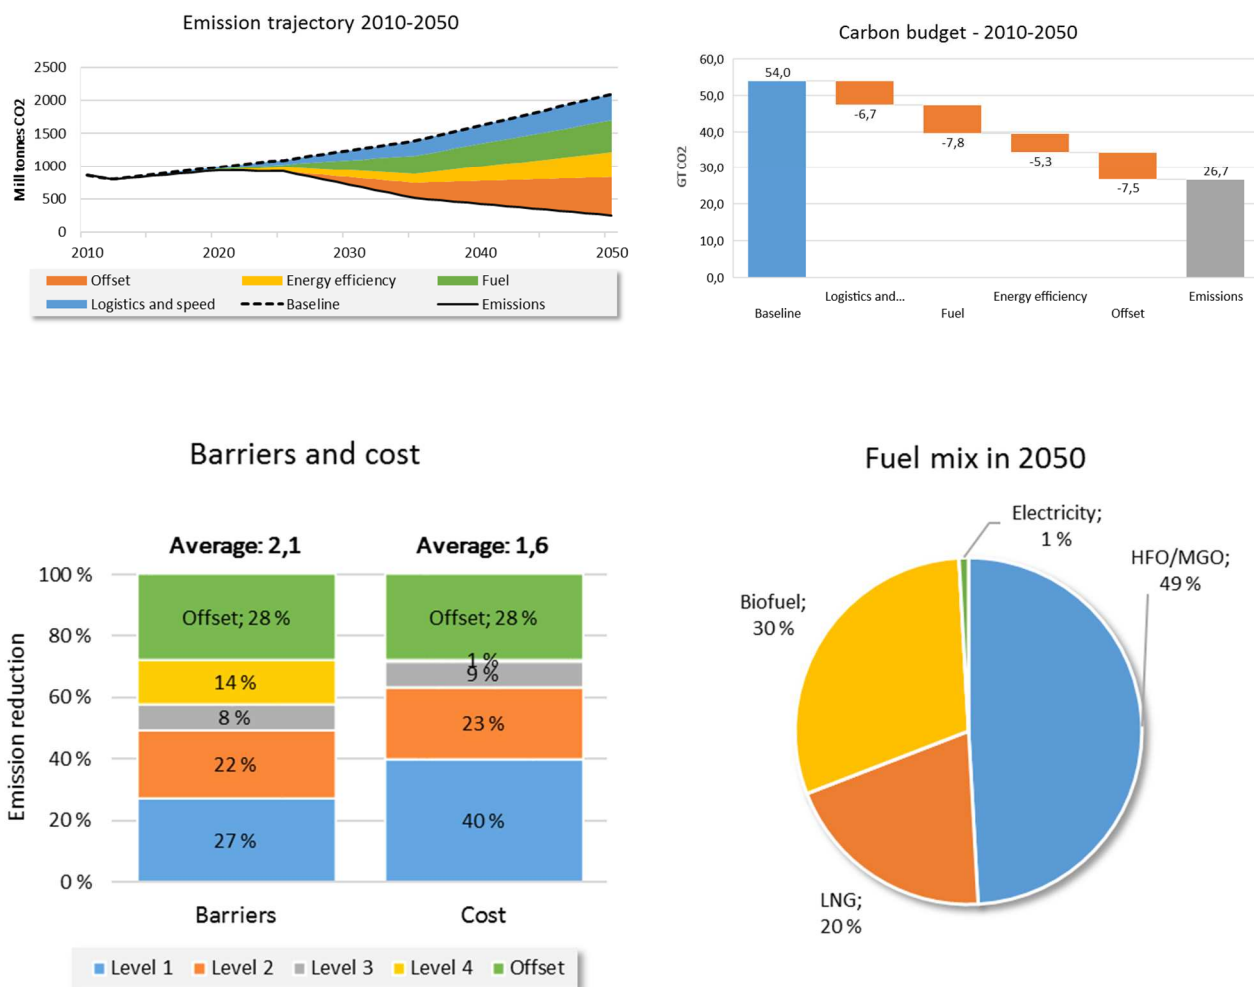 Emission trajectory 2010-2050
Mill tonnes CO2
2500
2000
1500
1000
500
0
2010
2020
2030
2040
2050
Offset
Energy efficiency
Fuel
Logistics and speed
Baseline
Emissions
Carbon budget - 2010-2050
GT CO2
60,0
50,0
40,0
30,0
20,0
10,0
0,0
54,0
-6,7
-7,8
-5,3
-7,5
26,7
Logistics and...
Energy efficiency
Emissions
Baseline
Fuel
Offset
Barriers and cost
Average: 2,1
Average: 1,6
Emission reduction
100 %
80 %
60 %
40 %
20 %
0 %
Offset; 28 %
14 %
8 %
22 %
27 %
Offset; 28 %
1 %
9 %
23 %
40 %
Barriers
Cost
Level 1
Level 2
Level 3
Level 4
Offset
Fuel mix in 2050
Electricity;
1 %
HFO/MGO;
49 %
Biofuel;
30 %
LNG;
20 %